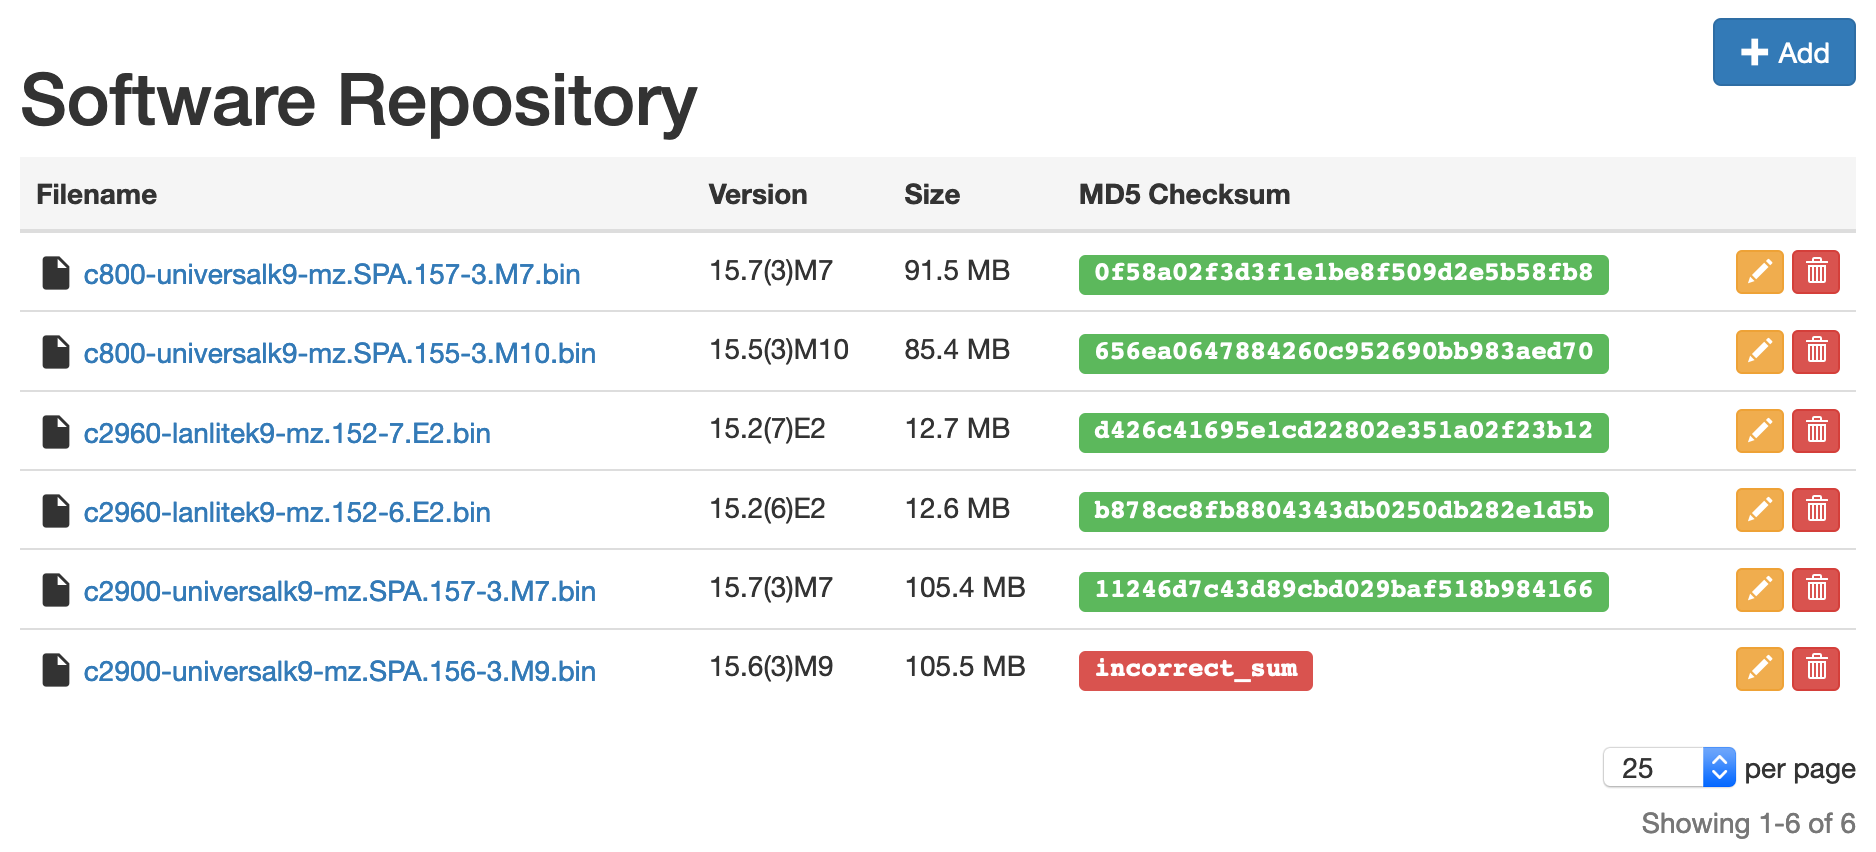 Add
Software Repository
Filename Version Size MD5 Checksum
c800-universalk9-mz.SPA.157-3.M7.bin 15.7(3)M7 91.5 MB 0f58a02f3d3f1e1be8f509d2e5b58fb8
c800-universalk9-mz.SPA.155-3.M10.bin 15.5(3)M10 85.4 MB 656ea0647884260c952690bb983aed70
c2960-lanlitek9-mz.152-7.E2.bin 15.2(7)E2 12.7 MB d426c41695e1cd22802e351a02f23b12
c2960-lanlitek9-mz.152-6.E2.bin 15.2(6)E2 12.6 MB b878cc8fb8804343db0250db282e1d5b
c2900-universalk9-mz.SPA.157-3.M7.bin 15.7(3)M7 105.4 MB 11246d7c43d89cbd029baf518b984166
c2900-universalk9-mz.SPA.156-3.M9.bin 15.6(3)M9 105.5 MB incorrect_sum
25 per page
Showing 1-6 of 6